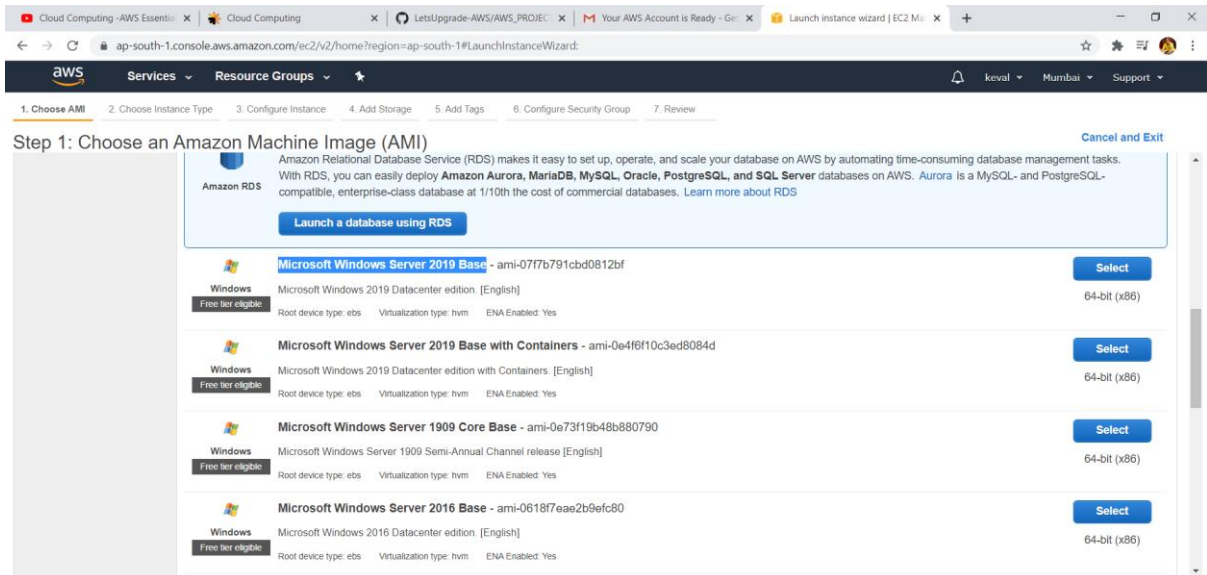 Cloud Computing -AWS Essentia
Cloud Computing
LetsUpgrade-AWS/AWS_PROJEC
Your AWS Account is Ready - Ge
Launch instance wizard | EC2 Ma
ap-south-1.console.aws.amazon.com/ec2/v2/home?region=ap-south-1#LaunchInstanceWizard:
aws Services Resource Groups keval Mumbai Support
1. Choose AMI 2. Choose Instance Type 3. Configure Instance 4. Add Storage 5. Add Tags 6. Configure Security Group 7. Review
Step 1: Choose an Amazon Machine Image (AMI)
Cancel and Exit
Amazon RDS
Amazon Relational Database Service (RDS) makes it easy to set up, operate, and scale your database on AWS by automating time-consuming database management tasks.
With RDS, you can easily deploy Amazon Aurora, MariaDB, MySQL, Oracle, PostgreSQL, and SQL Server databases on AWS. Aurora is a MySQL- and PostgreSQL-
compatible, enterprise-class database at 1/10th the cost of commercial databases. Learn more about RDS
Launch a database using RDS
Microsoft Windows Server 2019 Base - ami-07f7b791cbd0812bf
Windows
Free tier eligible
Microsoft Windows 2019 Datacenter edition. [English]
Root device type: ebs Virtualization type: hvm ENA Enabled: Yes
Select
64-bit (x86)
Microsoft Windows Server 2019 Base with Containers - ami-0e4f6f10c3ed8084d
Windows
Free tier eligible
Microsoft Windows 2019 Datacenter edition with Containers. [English]
Root device type: ebs Virtualization type: hvm ENA Enabled: Yes
Select
64-bit (x86)
Microsoft Windows Server 1909 Core Base - ami-0e73f19b48b880790
Windows
Free tier eligible
Microsoft Windows Server 1909 Semi-Annual Channel release [English]
Root device type: ebs Virtualization type: hvm ENA Enabled: Yes
Select
64-bit (x86)
Microsoft Windows Server 2016 Base - ami-0618f7eae2b9efc80
Windows
Free tier eligible
Microsoft Windows 2016 Datacenter edition. [English]
Root device type: ebs Virtualization type: hvm ENA Enabled: Yes
Select
64-bit (x86)